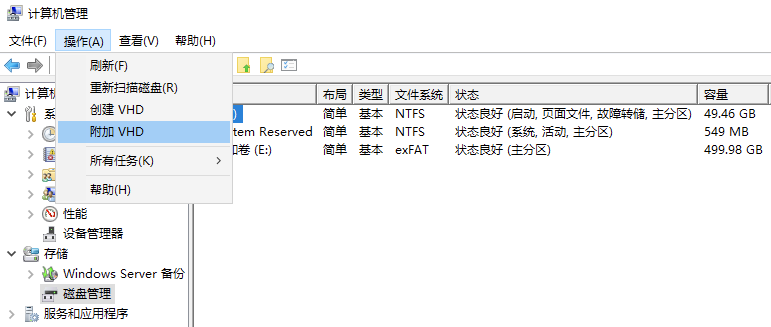 计算机管理
文件(F) 操作(A) 查看(V) 帮助(H)
刷新(F)
重新扫描磁盘(R)
创建 VHD
附加 VHD
所有任务(K)
帮助(H)
计算机
性能
设备管理器
存储
Windows Server 备份
磁盘管理
服务和应用程序
布局 类型 文件系统 状态 容量
) 简单 基本 NTFS 状态良好 (启动, 页面文件, 故障转储, 主分区) 49.46 GB
tem Reserved 简单 基本 NTFS 状态良好 (系统, 活动, 主分区) 549 MB
卷 (E:) 简单 基本 exFAT 状态良好 (主分区) 499.98 GB